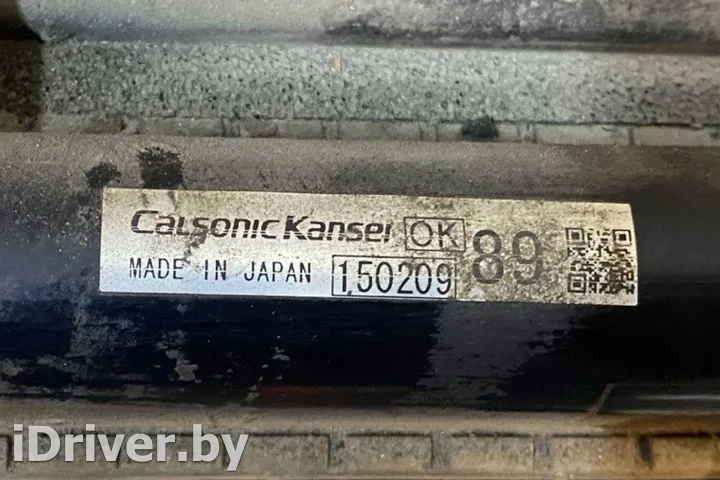 CalsonicKansei OK 89
MADE IN JAPAN 150209
iDriver.by